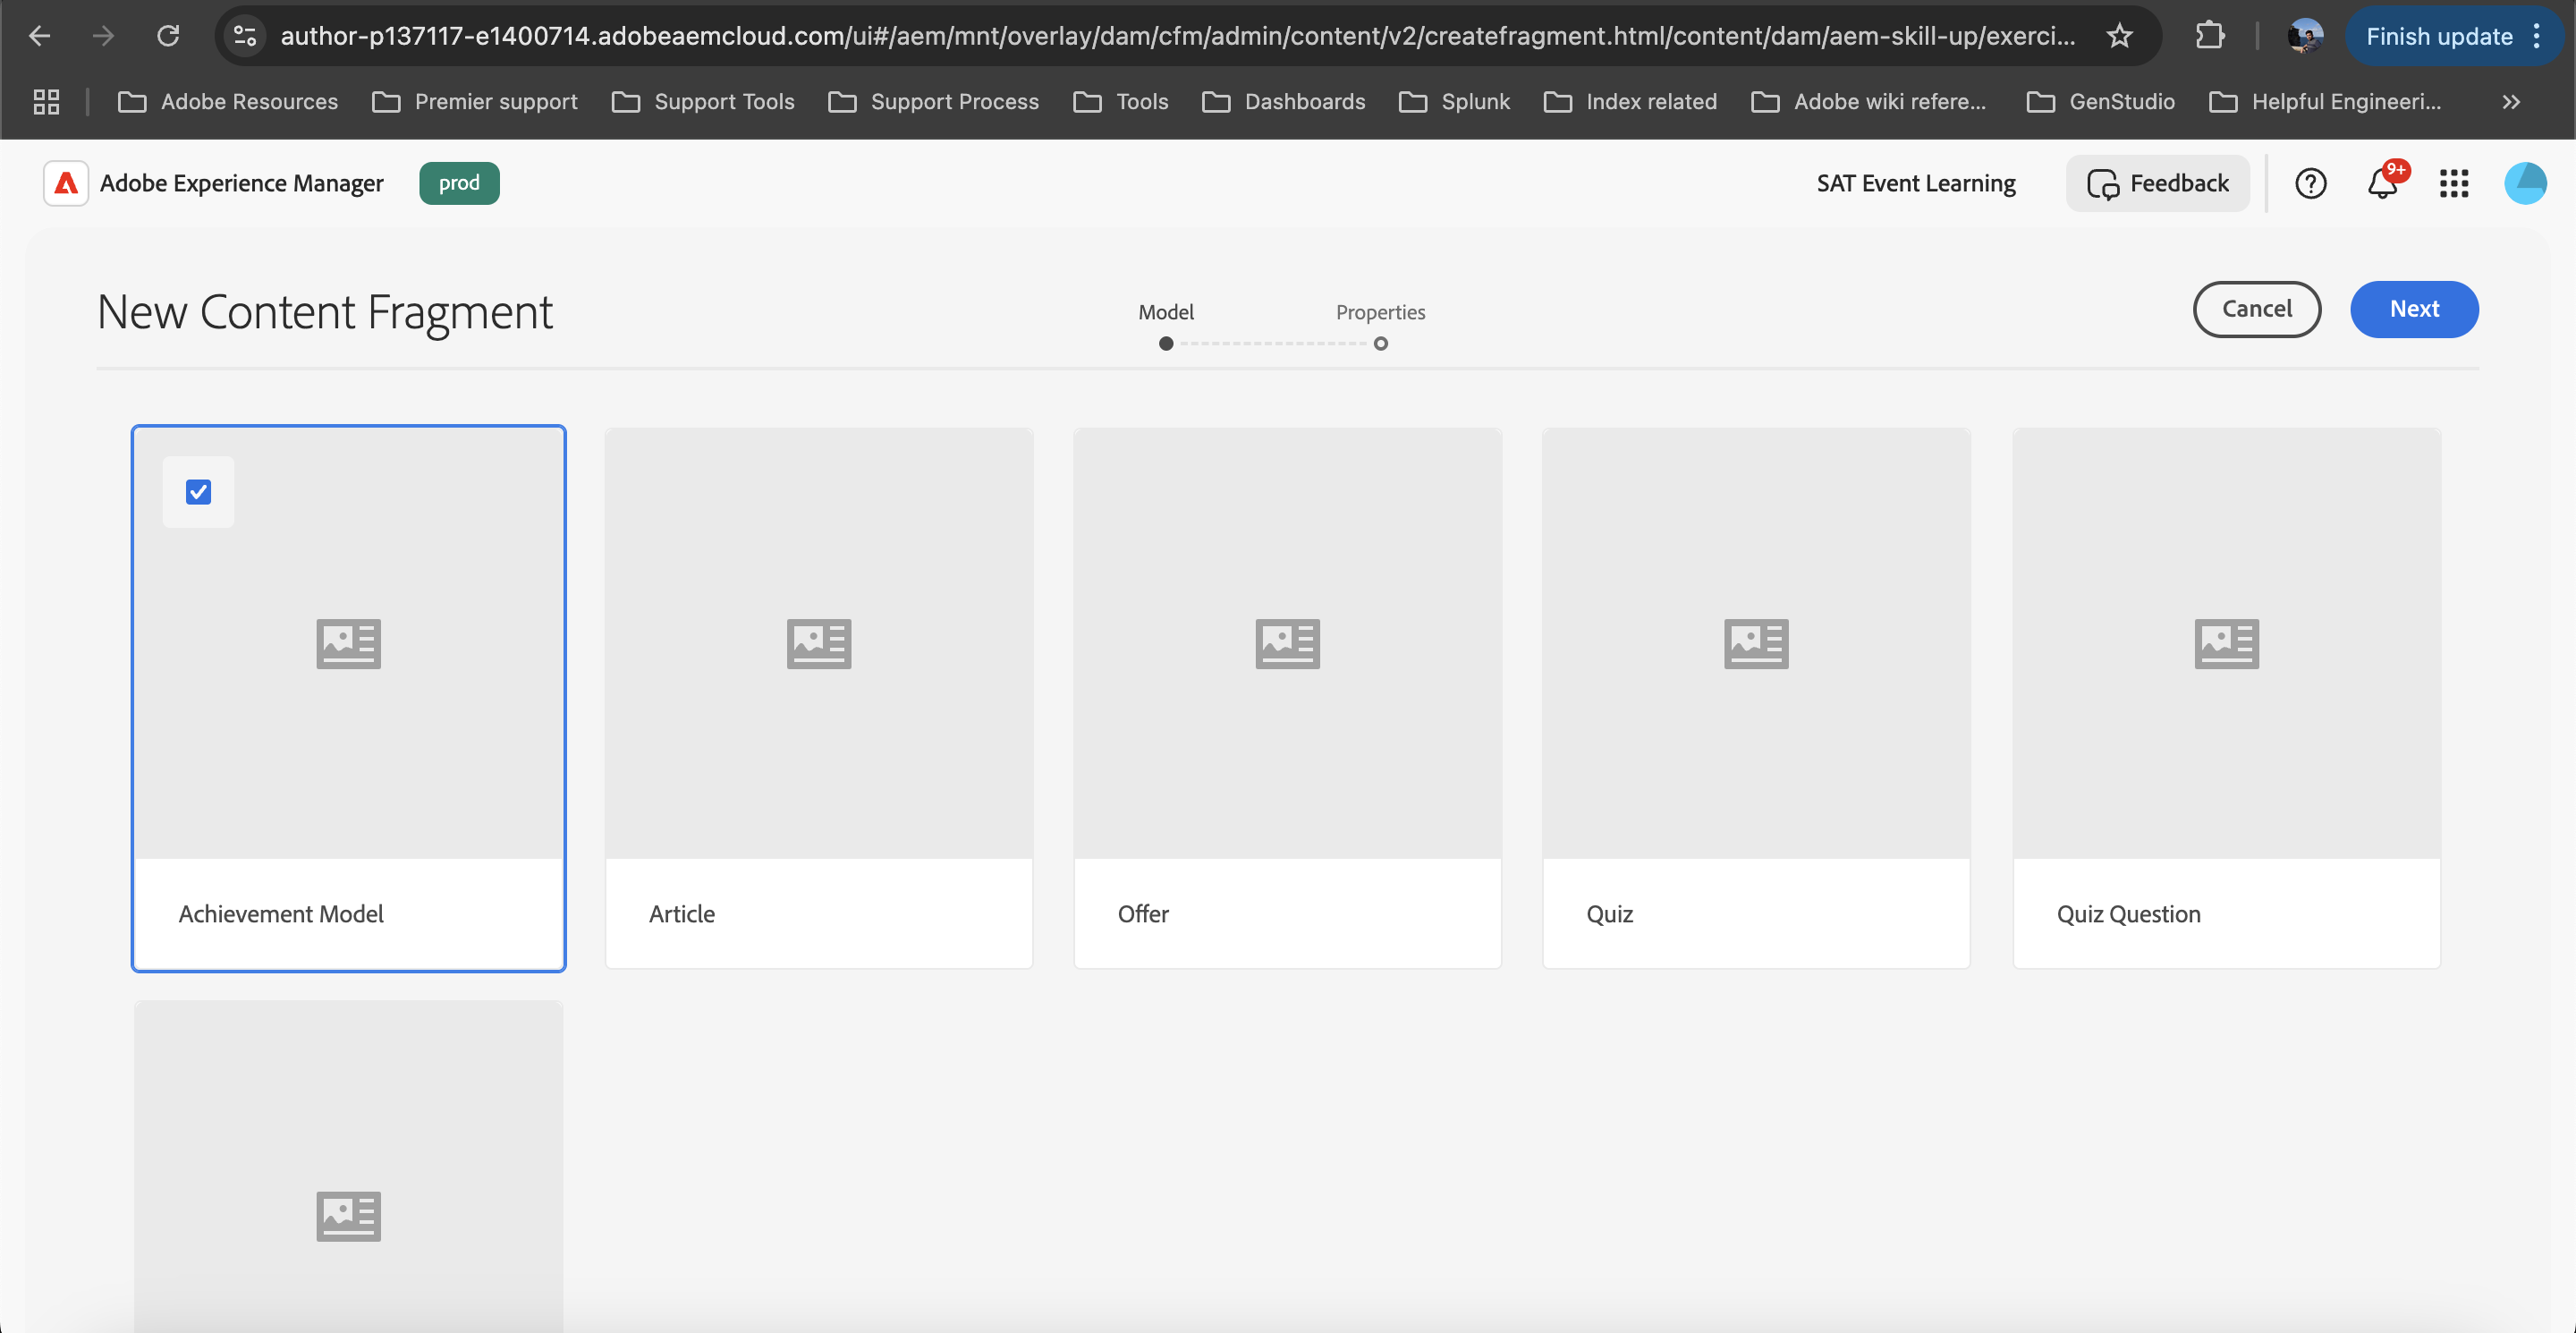 author-p137117-e1400714.adobeaemcloud.com/ui#/aem/mnt/overlay/dam/cfm/admin/content/v2/createfragment.html/content/dam/aem-skill-up/exerci...
Finish update
Adobe Resources
Premier support
Support Tools
Support Process
Tools
Dashboards
Splunk
Index related
Adobe wiki refere...
GenStudio
Helpful Engineeri...
Adobe Experience Manager
prod
SAT Event Learning
Feedback
9+
New Content Fragment
Model
Properties
Cancel
Next
Achievement Model
Article
Offer
Quiz
Quiz Question